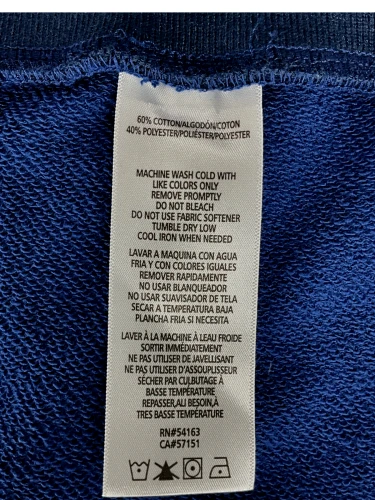 60% COTTON/ALGODÓN/COTON
40% POLYESTER/POLIÉSTER/POLYESTER
MACHINE WASH COLD WITH
LIKE COLORS ONLY
REMOVE PROMPTLY
DO NOT BLEACH
DO NOT USE FABRIC SOFTENER
TUMBLE DRY LOW
COOL IRON WHEN NEEDED
LAVAR A MAQUINA CON AGUA
FRIA Y CON COLORES IGUALES
REMOVER RAPIDAMENTE
NO USAR BLANQUEADOR
NO USAR SUAVISADOR DE TELA
SECAR A TEMPERATURA BAJA
PLANCHA FRIA SI NECESITA
LAVER À LA MACHINE À LEAU FROIDE
SORTIR IMMÉDIATEMENT
NE PAS UTILISER DE JAVELLISANT
NE PAS UTILISER D'ASSOUPLISSEUR
SÉCHER PAR CULBUTAGE À
BASSE TEMPÉRATURE
REPASSER,ALI BESOIN,À
TRES BASSE TEMPÉRATURE
RN#54163
CA#57151